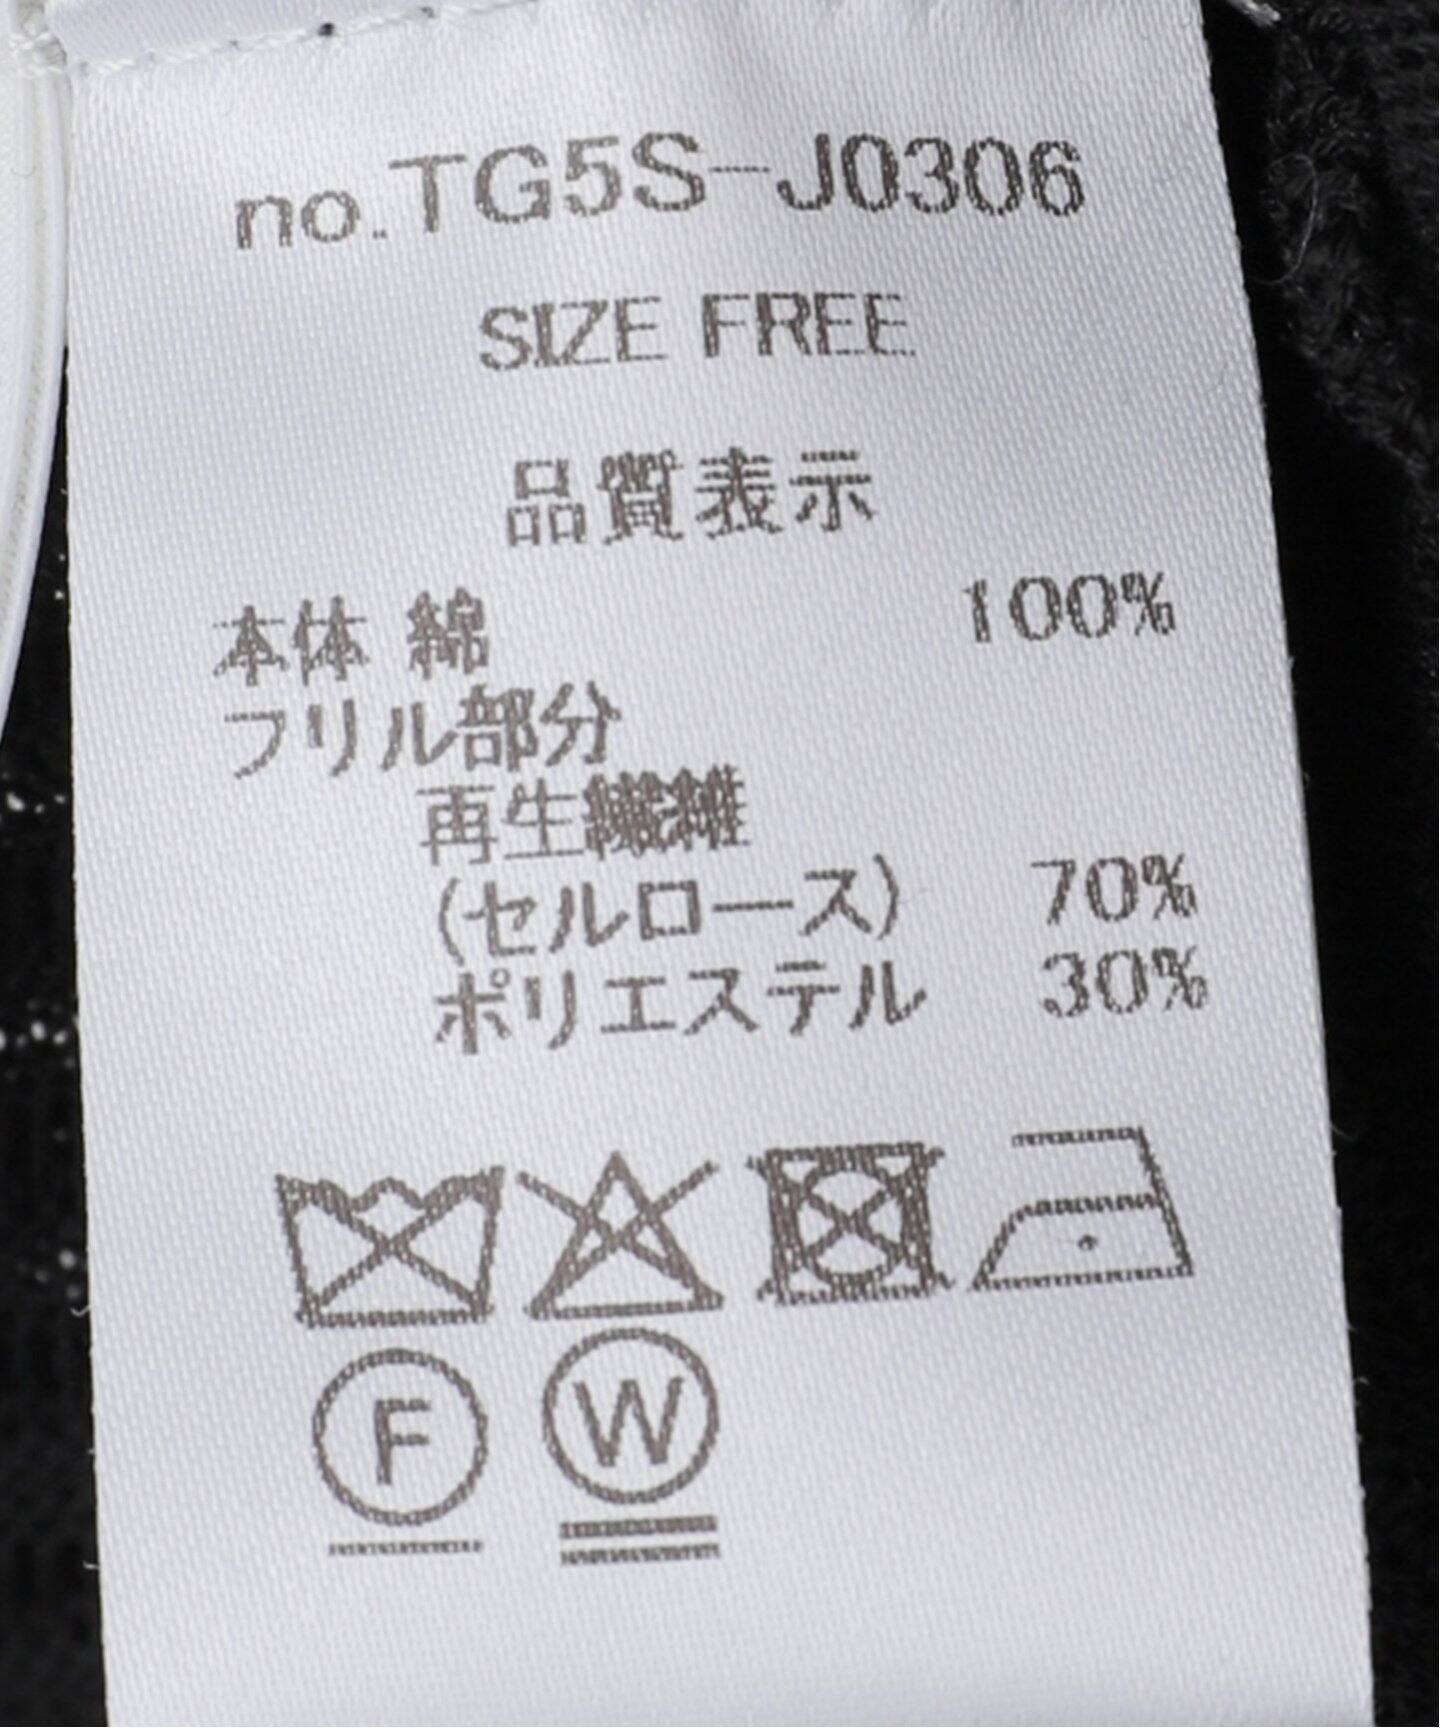 no.TG5S-J0306
SIZE FREE
品質表示
本体 綿 100%
フリル部分
再生繊維
(セルロース) 70%
ポリエステル 30%
F
W